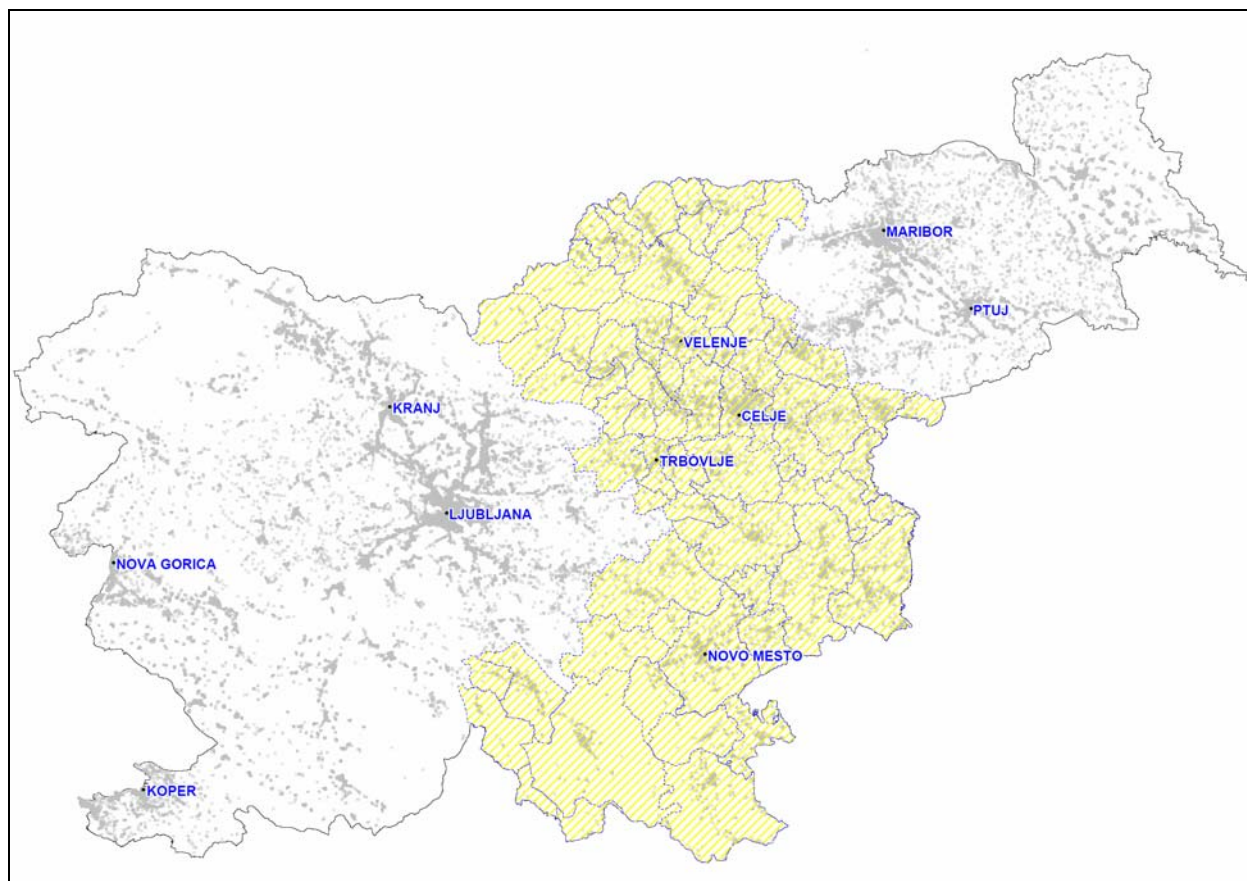 MARIBOR
PTUJ
VELENJE
KRANJ
CELJE
TRBOVLJE
LJUBLJANA
NOVA GORICA
NOVO MESTO
KOPER